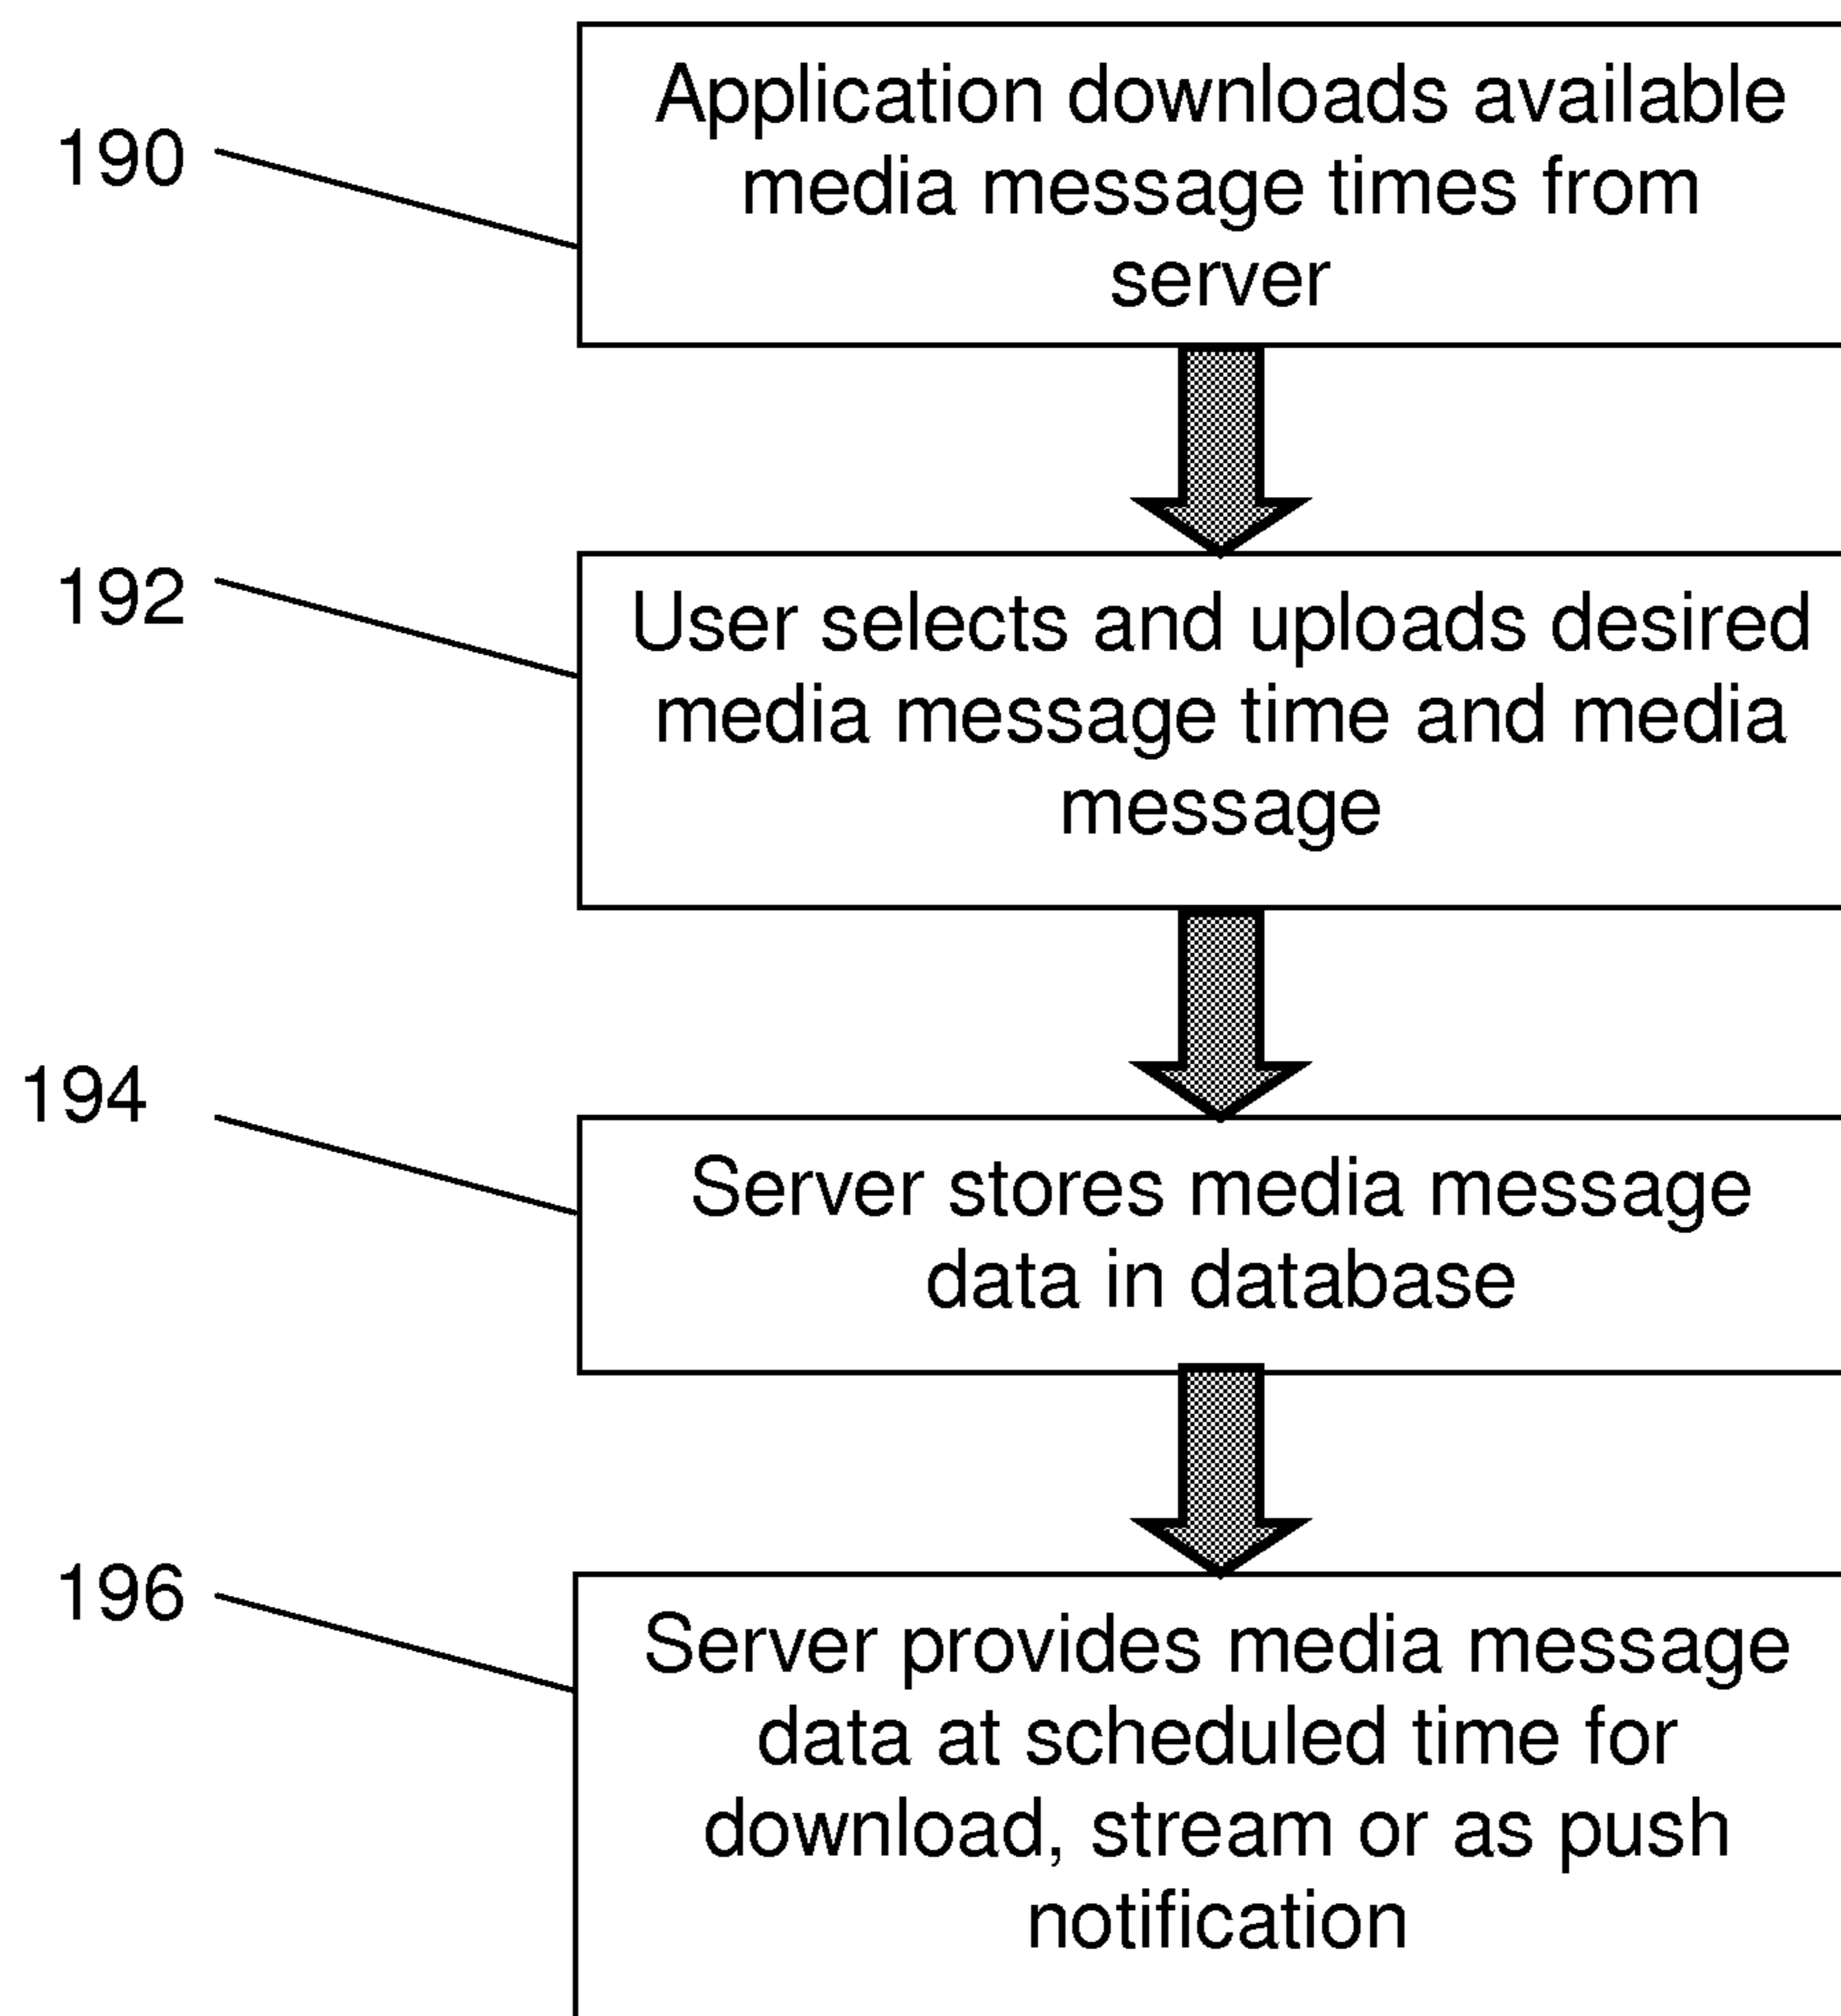 190
Application downloads available
media message times from
server
192
User selects and uploads desired
media message time and media
message
194
Server stores media message
data in database
196
Server provides media message
data at scheduled time for
download, stream or as push
notification